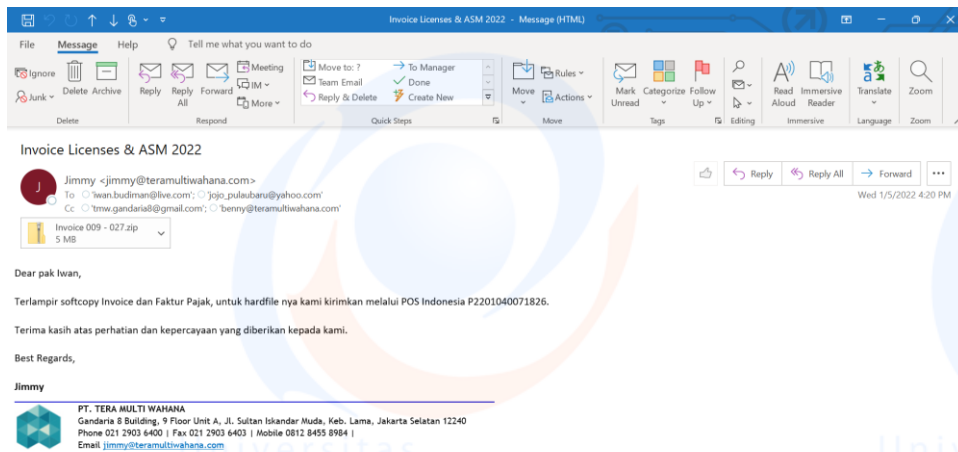 Invoice Licenses & ASM 2022 - Message (HTML)
File Message Help Tell me what you want to do
Ignore
Junk
Delete Archive
Reply Reply All Forward
Meeting
IM
More
Move to: ?
Team Email
Reply & Delete
To Manager
Done
Create New
Move
Rules
Actions
Mark Unread
Categorize
Follow Up
Read Aloud
Immersive Reader
Translate
Zoom
Delete Respond Quick Steps Move Tags Editing Immersive Language Zoom
Invoice Licenses & ASM 2022
J
Jimmy <jimmy@teramultiwahana.com>
To 'iwan.budiman@live.com'; 'jojo_pulaubaru@yahoo.com'
Cc 'tmw.gandaria8@gmail.com'; 'benny@teramultiwahana.com'
Reply Reply All Forward
Wed 1/5/2022 4:20 PM
Invoice 009 - 027.zip
5 MB
Dear pak Iwan,
Terlampir softcopy Invoice dan Faktur Pajak, untuk hardfile nya kami kirimkan melalui POS Indonesia P2201040071826.
Terima kasih atas perhatian dan kepercayaan yang diberikan kepada kami.
Best Regards,
Jimmy
PT. TERA MULTI WAHANA
Gandaria 8 Building, 9 Floor Unit A, Jl. Sultan Iskandar Muda, Keb. Lama, Jakarta Selatan 12240
Phone 021 2903 6400 | Fax 021 2903 6403 | Mobile 0812 8455 8984 |
Email jimmy@teramultiwahana.com